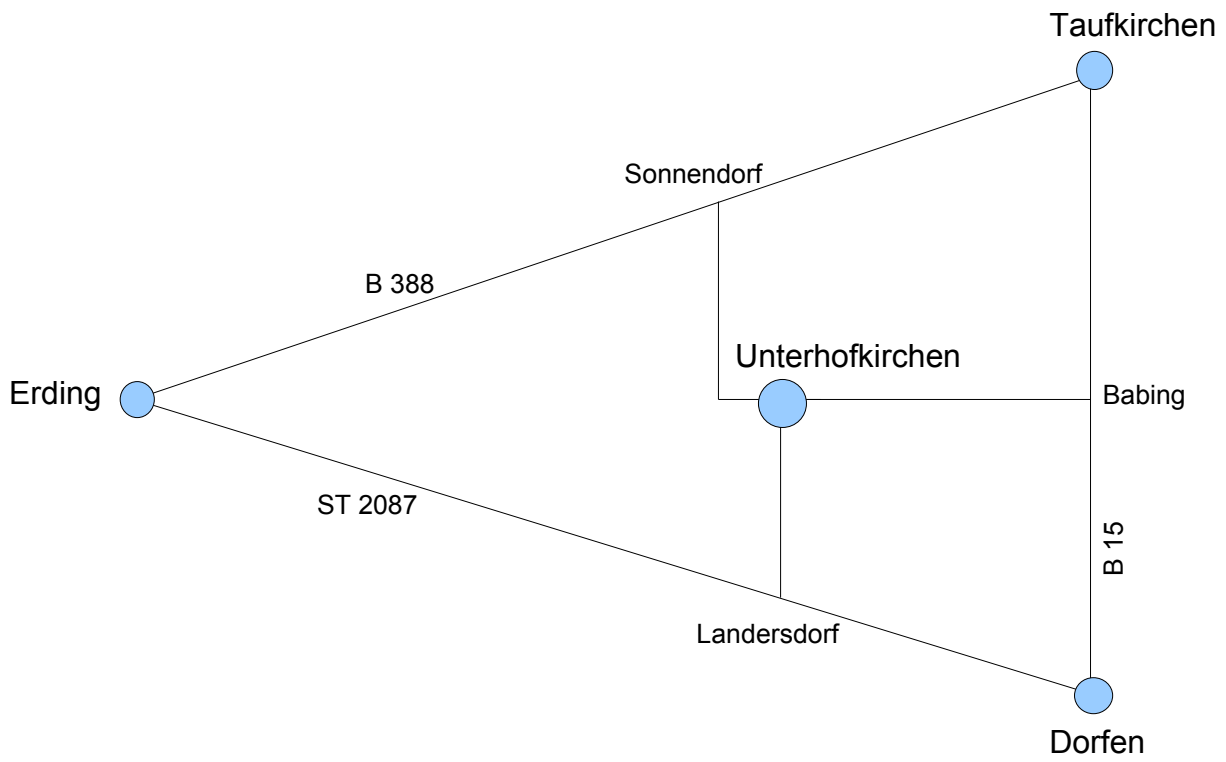 Taufkirchen
Sonnendorf
B 388
Unterhofkirchen
Erding
Babing
ST 2087
B 15
Landersdorf
Dorfen